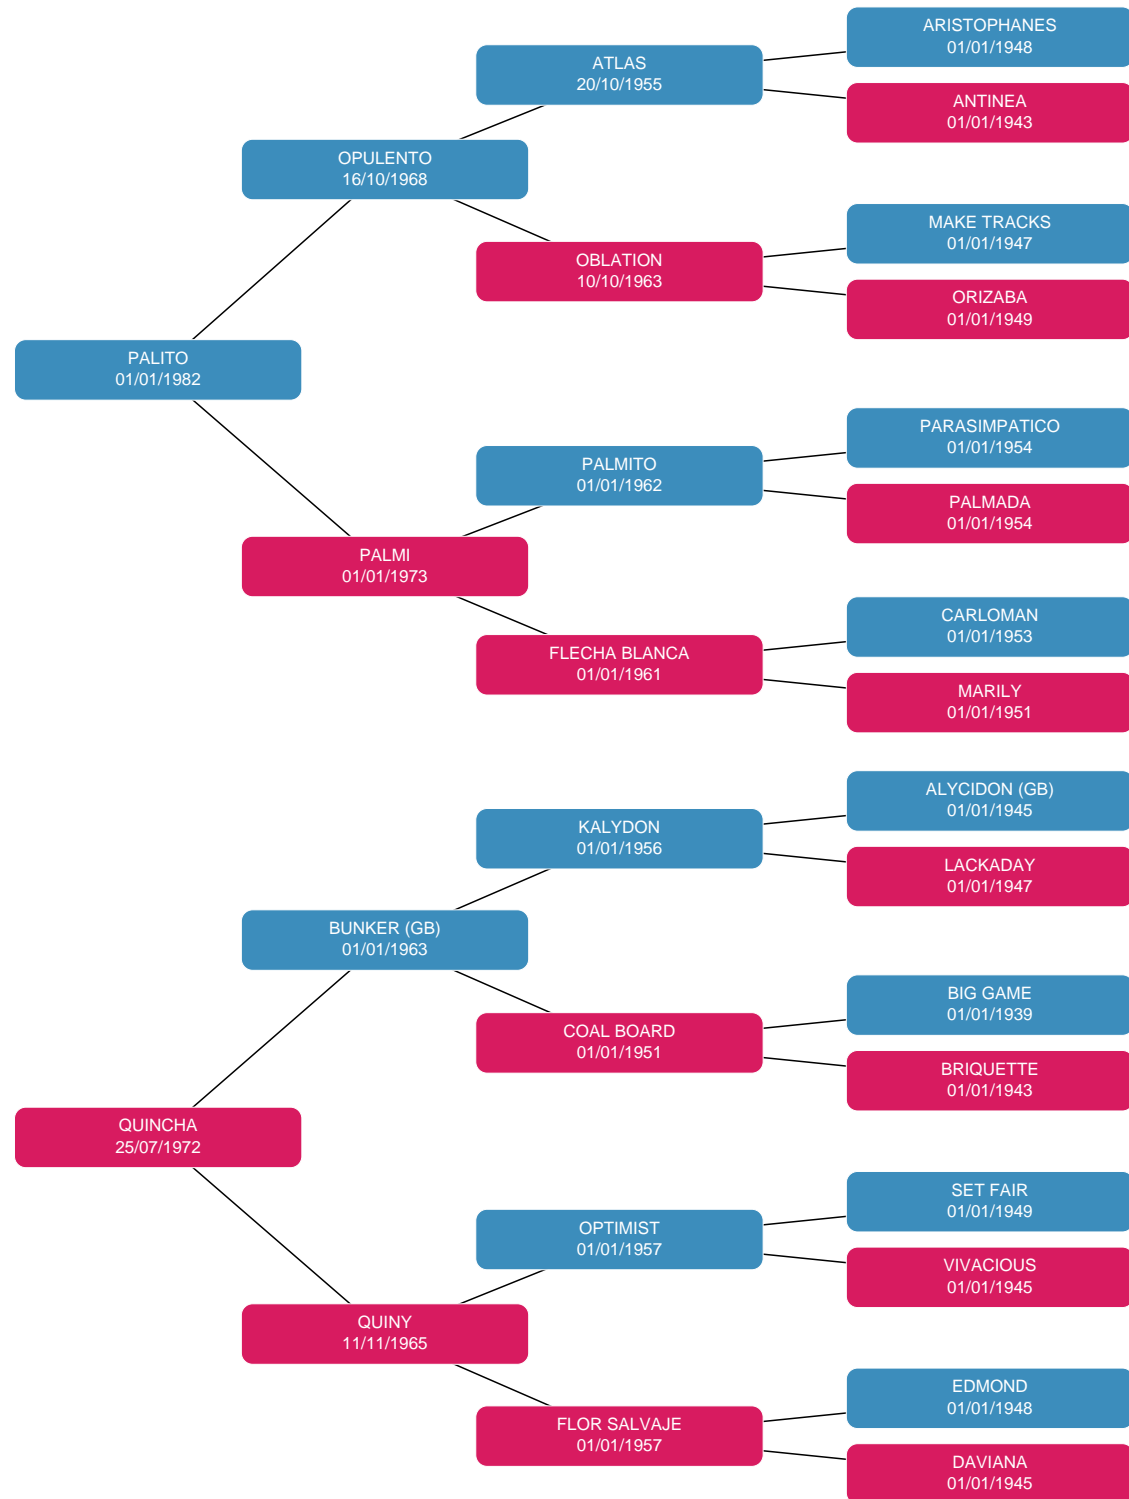 ARISTOPHANES
01/01/1948
ATLAS
20/10/1955
ANTINEA
01/01/1943
OPULENTO
16/10/1968
MAKE TRACKS
01/01/1947
OBLATION
10/10/1963
ORIZABA
01/01/1949
PALITO
01/01/1982
PARASIMPATICO
01/01/1954
PALMITO
01/01/1962
PALMADA
01/01/1954
PALMI
01/01/1973
CARLOMAN
01/01/1953
FLECHA BLANCA
01/01/1961
MARILY
01/01/1951
ALYCIDON (GB)
01/01/1945
KALYDON
01/01/1956
LACKADAY
01/01/1947
BUNKER (GB)
01/01/1963
BIG GAME
01/01/1939
COAL BOARD
01/01/1951
BRIQUETTE
01/01/1943
QUINCHA
25/07/1972
SET FAIR
01/01/1949
OPTIMIST
01/01/1957
VIVACIOUS
01/01/1945
QUINY
11/11/1965
EDMOND
01/01/1948
FLOR SALVAJE
01/01/1957
DAVIANA
01/01/1945